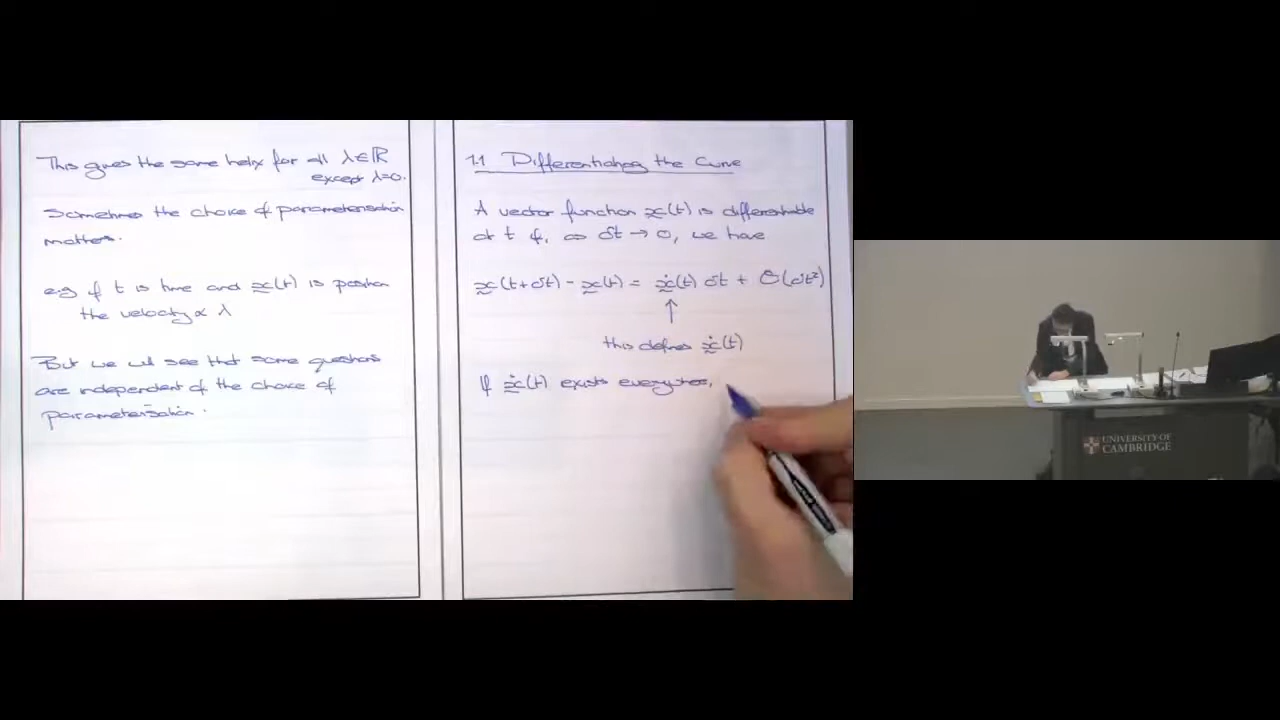 This gives the same helix for all λ∈ℝ
except λ=0.
Sometimes the choice of parameterisation
matters.
e.g. if t is time and x(t) is position
the velocity ∝ λ
But we will see that some questions
are independent of the choice of
parameterisation.
1.1 Differentiating the Curve
A vector function x(t) is differentiable
at t if, as δt → 0, we have
x(t+δt) - x(t) = ẋ(t) δt + O(δt²)
↑
this defines ẋ(t)
If ẋ(t) exists everywhere,
UNIVERSITY OF
CAMBRIDGE